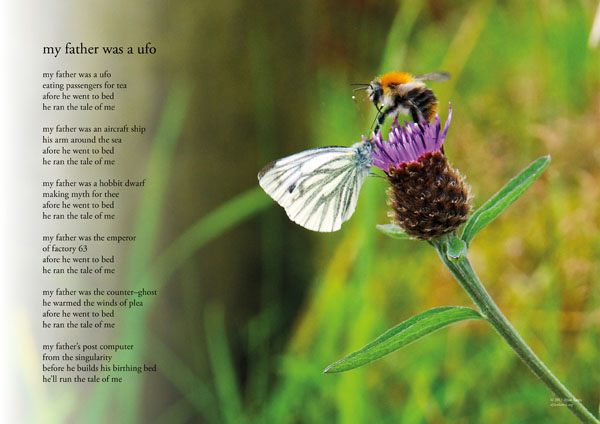 my father was a ufo
my father was a ufo
eating passengers for tea
afore he went to bed
he ran the tale of me
my father was an aircraft ship
his arm around the sea
afore he went to bed
he ran the tale of me
my father was a hobbit dwarf
making myth for thee
afore he went to bed
he ran the tale of me
my father was the emperor
of factory 63
afore he went to bed
he ran the tale of me
my father was the counter–ghost
he warmed the winds of plea
afore he went to bed
he ran the tale of me
my father's post computer
from the singularity
before he builds his birthing bed
he'll run the tale of me